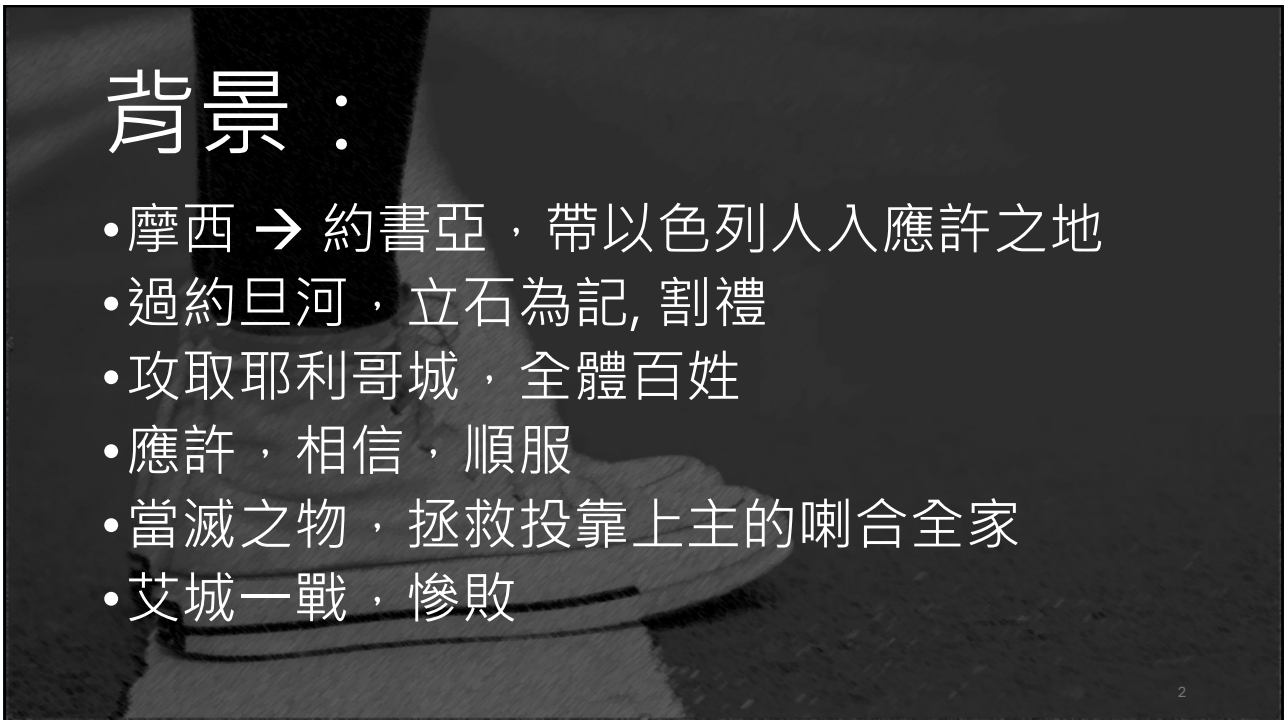 背景：
•摩西 → 約書亞，帶以色列人入應許之地
•過約旦河，立石為記, 割禮
•攻取耶利哥城，全體百姓
•應許，相信，順服
•當滅之物，拯救投靠上主的喇合全家
•艾城一戰，慘敗
2